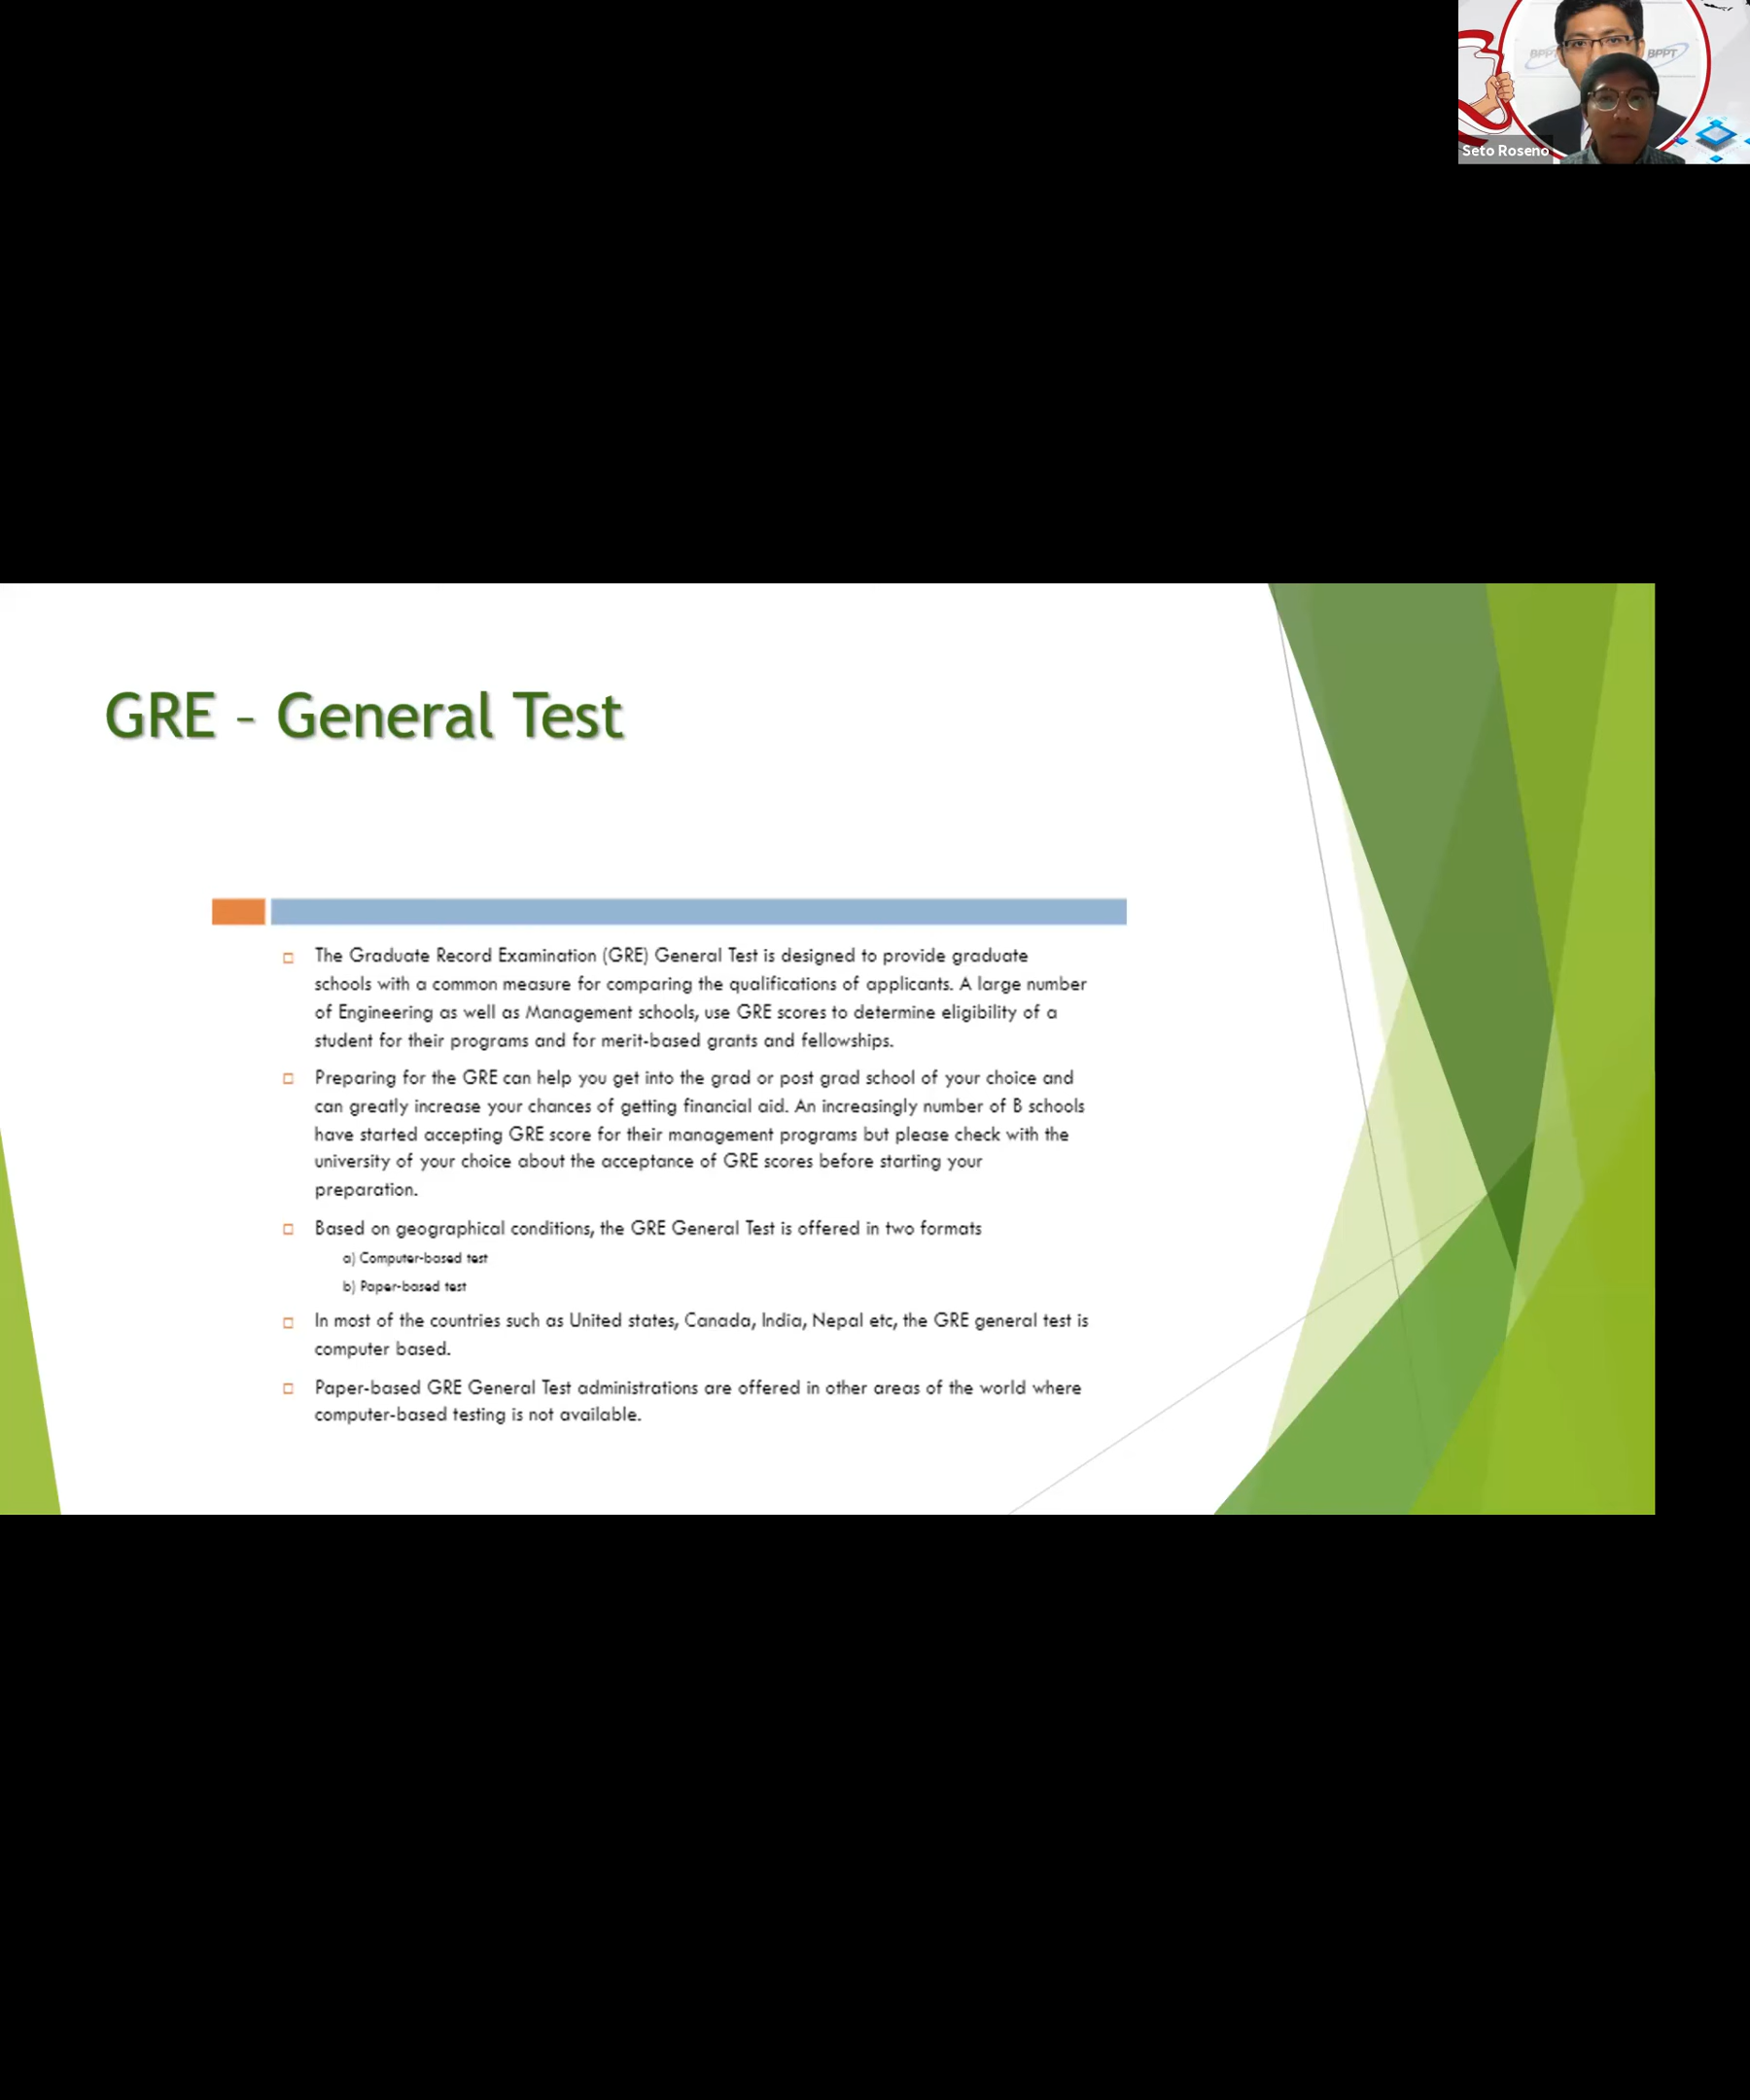 BPPT
BPPT
Seto Roseno
GRE - General Test
The Graduate Record Examination (GRE) General Test is designed to provide graduate
schools with a common measure for comparing the qualifications of applicants. A large number
of Engineering as well as Management schools, use GRE scores to determine eligibility of a
student for their programs and for merit-based grants and fellowships.
Preparing for the GRE can help you get into the grad or post grad school of your choice and
can greatly increase your chances of getting financial aid. An increasingly number of B schools
have started accepting GRE score for their management programs but please check with the
university of your choice about the acceptance of GRE scores before starting your
preparation.
Based on geographical conditions, the GRE General Test is offered in two formats
a) Computer-based test
b) Paper-based test
In most of the countries such as United states, Canada, India, Nepal etc, the GRE general test is
computer based.
Paper-based GRE General Test administrations are offered in other areas of the world where
computer-based testing is not available.